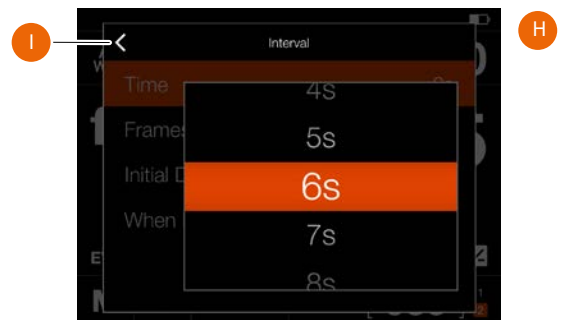 H
I
Interval
Time
4s
Frames
5s
Initial D
6s
When
7s
8s